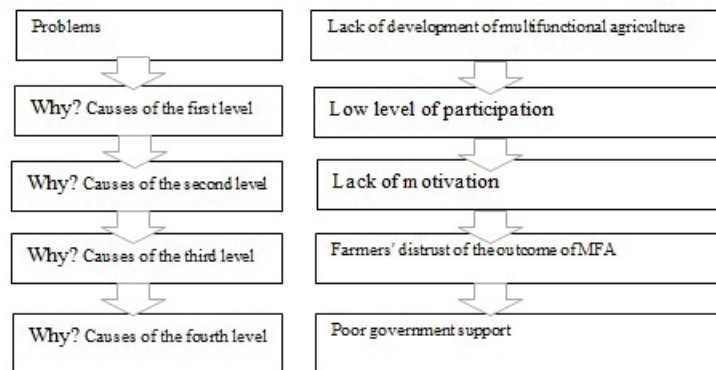 Problems
Lack of development of multifunctional agriculture
Why? Causes of the first level
Low level of participation
Why? Causes of the second level
Lack of motivation
Why? Causes of the third level
Farmers' distrust of the outcome of MFA
Why? Causes of the fourth level
Poor government support